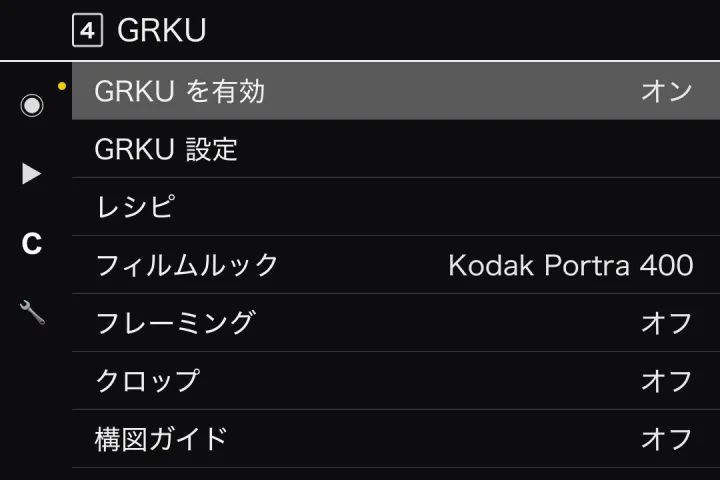 4 GRKU
GRKU を有効 オン
GRKU 設定
レシピ
C
フィルムルック Kodak Portra 400
フレーミング オフ
クロップ オフ
構図ガイド オフ